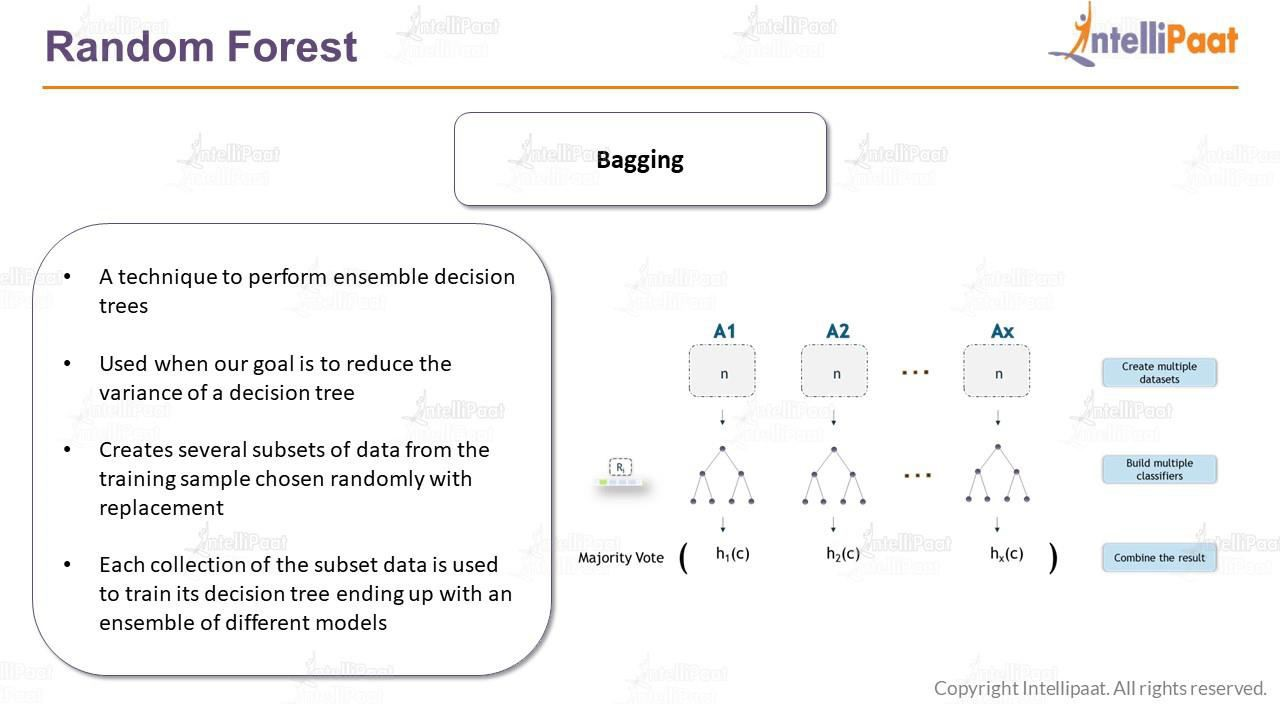 Random Forest
IntelliPaat
Bagging
• A technique to perform ensemble decision
trees
• Used when our goal is to reduce the
variance of a decision tree
• Creates several subsets of data from the
training sample chosen randomly with
replacement
• Each collection of the subset data is used
to train its decision tree ending up with an
ensemble of different models
A1 A2 Ax
n n ... n
Create multiple
datasets
R₁
...
Build multiple
classifiers
Majority Vote ( h₁(c) h₂(c) hₓ(c) )
Combine the result
Copyright Intellipaat. All rights reserved.